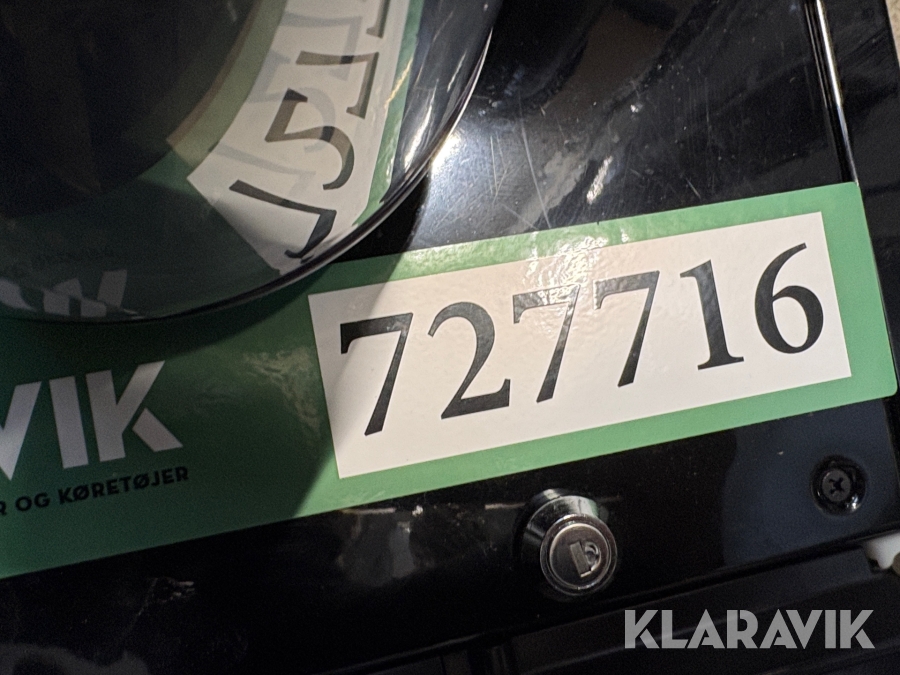 727716
VIK
R OG KØRETØJER
KLARAVIK